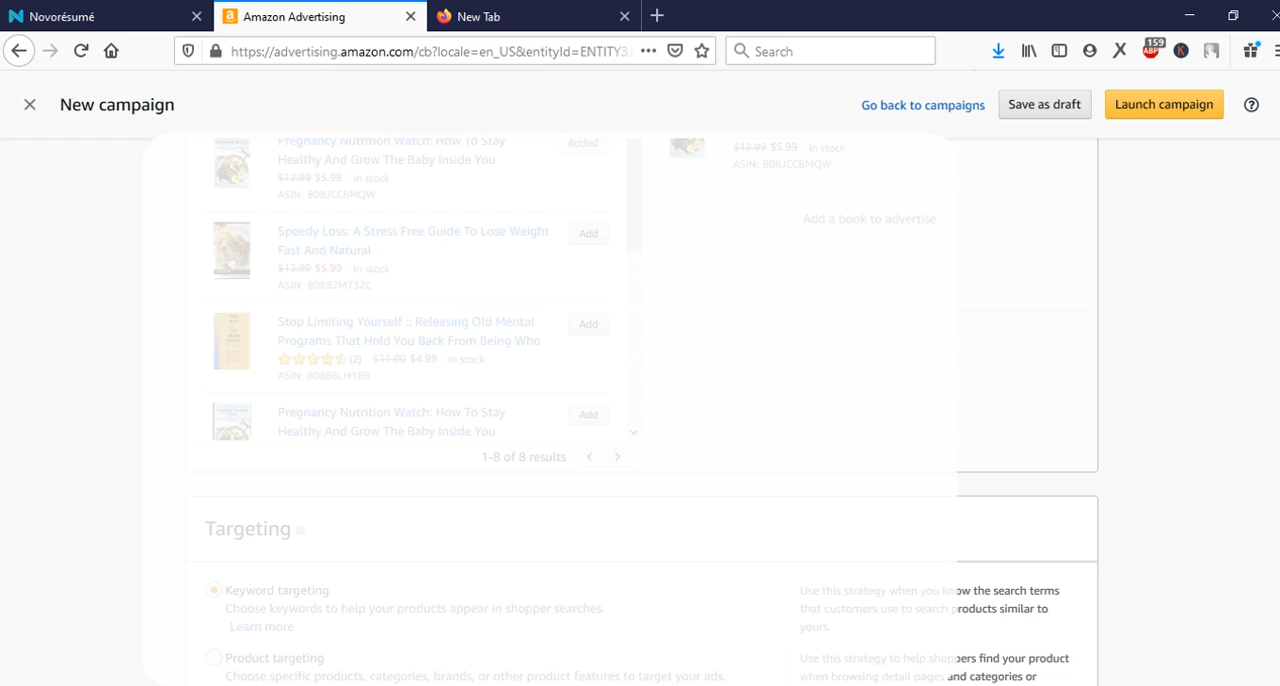 Novorésumé
Amazon Advertising
New Tab
https://advertising.amazon.com/cb?locale=en_US&entityId=ENTITY3
Search
159
ABP
K
New campaign
Go back to campaigns
Save as draft
Launch campaign
Pregnancy Nutrition Watch: How To Stay
Healthy And Grow The Baby Inside You
Added
$12.99 $5.99 In stock
ASIN: B08JCCBMQW
$12.99 $5.99 In stock
ASIN: B08JCCBMQW
Speedy Loss: A Stress Free Guide To Lose Weight
Fast And Natural
Add
$12.99 $5.99 In stock
ASIN: B0882M73ZC
Add a book to advertise
Stop Limiting Yourself :: Releasing Old Mental
Programs That Hold You Back From Being Who
Add
(2) $11.00 $4.99 In stock
ASIN: B0886LH1B9
Pregnancy Nutrition Watch: How To Stay
Healthy And Grow The Baby Inside You
Add
1-8 of 8 results
Targeting
Keyword targeting
Choose keywords to help your products appear in shopper searches.
Learn more
Use this strategy when you know the search terms
that customers use to search products similar to
yours.
Product targeting
Choose specific products, categories, brands, or other product features to target your ads.
Use this strategy to help shoppers find your product
when browsing detail pages and categories or